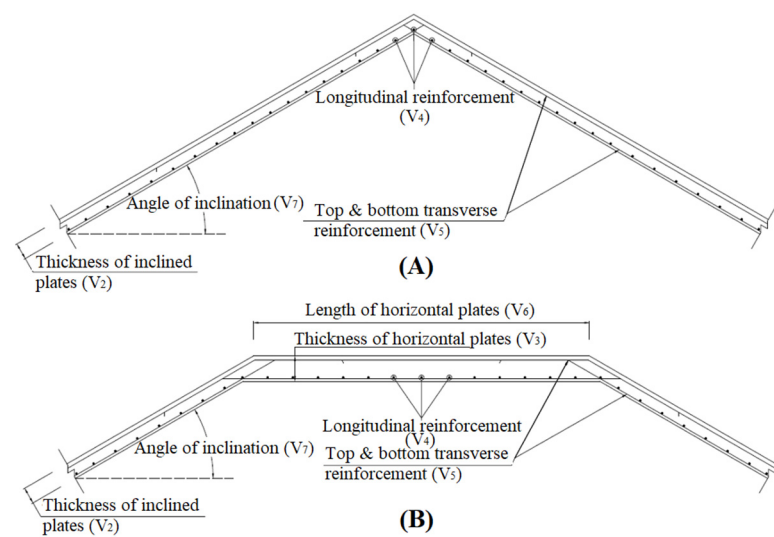 Longitudinal reinforcement
(V₄)
Angle of inclination (V₇)
Top & bottom transverse
reinforcement (V₅)
Thickness of inclined
plates (V₂)
(A)
Length of horizontal plates (V₆)
Thickness of horizontal plates (V₃)
Longitudinal reinforcement
(V₄)
Angle of inclination (V₇)
Top & bottom transverse
reinforcement (V₅)
Thickness of inclined
plates (V₂)
(B)